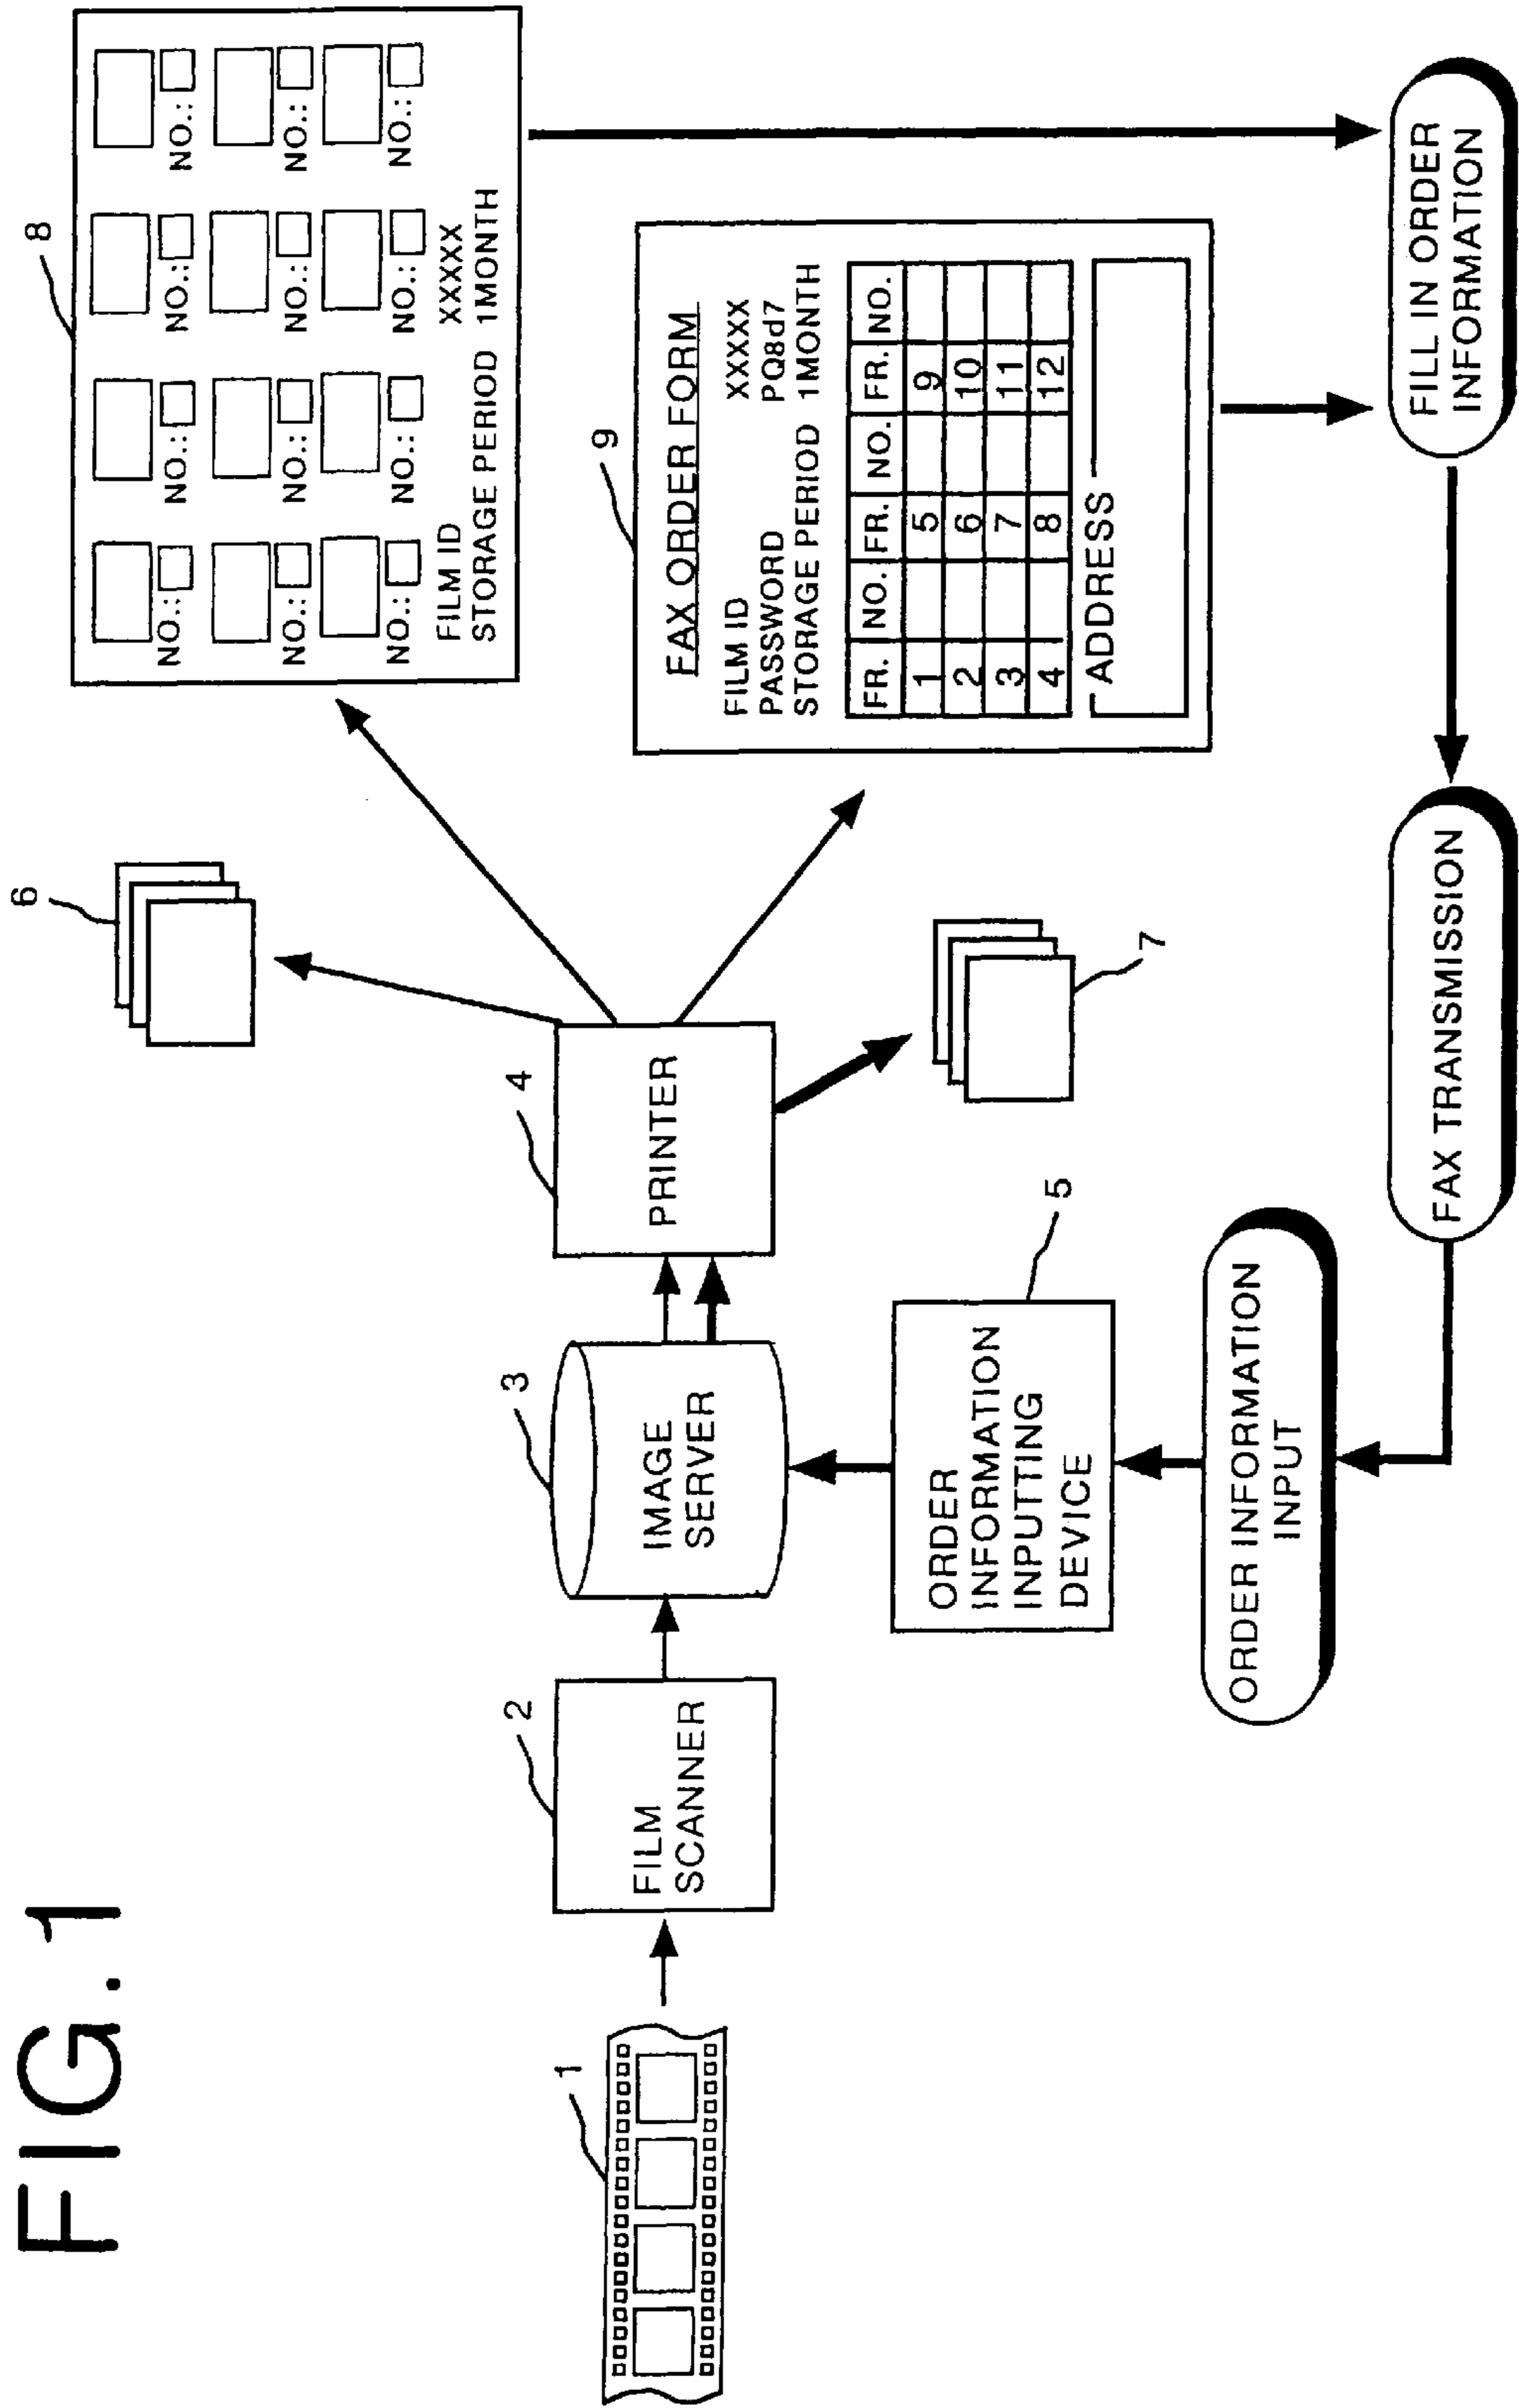 FIG.1
1
2
FILM
SCANNER
3
IMAGE
SERVER
4
PRINTER
5
ORDER
INFORMATION
INPUTTING
DEVICE
6
7
8
NO.: NO.: NO.: NO.:
NO.: NO.: NO.: NO.:
NO.: NO.: NO.: NO.:
FILM ID XXXXX
STORAGE PERIOD 1MONTH
9
FAX ORDER FORM
FILM ID XXXXX
PASSWORD PQ8d7
STORAGE PERIOD 1MONTH
FR. NO. FR. NO. FR. NO.
1 5 9
2 6 10
3 7 11
4 8 12
ADDRESS
ORDER INFORMATION
INPUT
FAX TRANSMISSION
FILL IN ORDER
INFORMATION